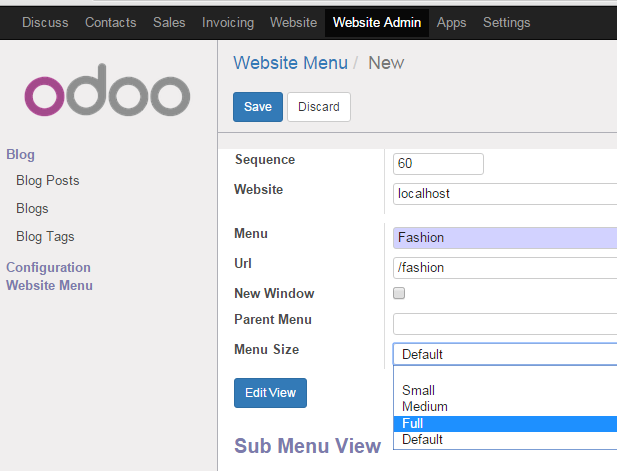 Discuss Contacts Sales Invoicing Website Website Admin Apps Settings
odoo
Blog
Blog Posts
Blogs
Blog Tags
Configuration
Website Menu
Website Menu / New
Save Discard
Sequence 60
Website localhost
Menu Fashion
Url /fashion
New Window
Parent Menu
Menu Size Default
Small
Medium
Full
Default
Edit View
Sub Menu View